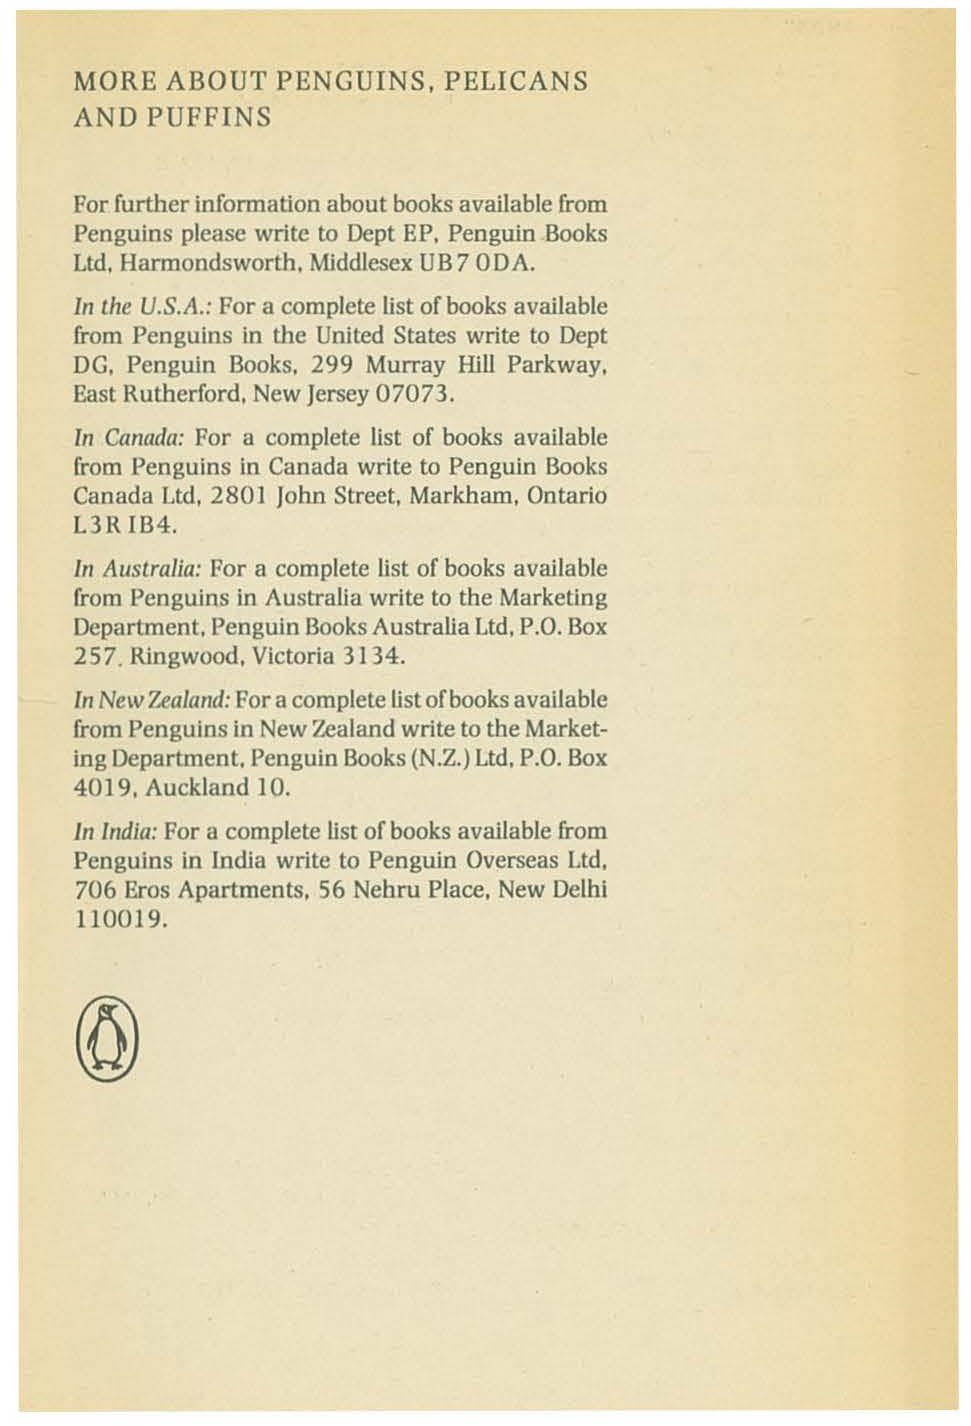 MORE ABOUT PENGUINS, PELICANS
AND PUFFINS
For further information about books available from
Penguins please write to Dept EP, Penguin Books
Ltd, Harmondsworth, Middlesex UB7 0DA.
In the U.S.A.: For a complete list of books available
from Penguins in the United States write to Dept
DG, Penguin Books, 299 Murray Hill Parkway,
East Rutherford, New Jersey 07073.
In Canada: For a complete list of books available
from Penguins in Canada write to Penguin Books
Canada Ltd, 2801 John Street, Markham, Ontario
L3R IB4.
In Australia: For a complete list of books available
from Penguins in Australia write to the Marketing
Department, Penguin Books Australia Ltd, P.O. Box
257, Ringwood, Victoria 3134.
In New Zealand: For a complete list of books available
from Penguins in New Zealand write to the Market-
ing Department, Penguin Books (N.Z.) Ltd, P.O. Box
4019, Auckland 10.
In India: For a complete list of books available from
Penguins in India write to Penguin Overseas Ltd,
706 Eros Apartments, 56 Nehru Place, New Delhi
110019.